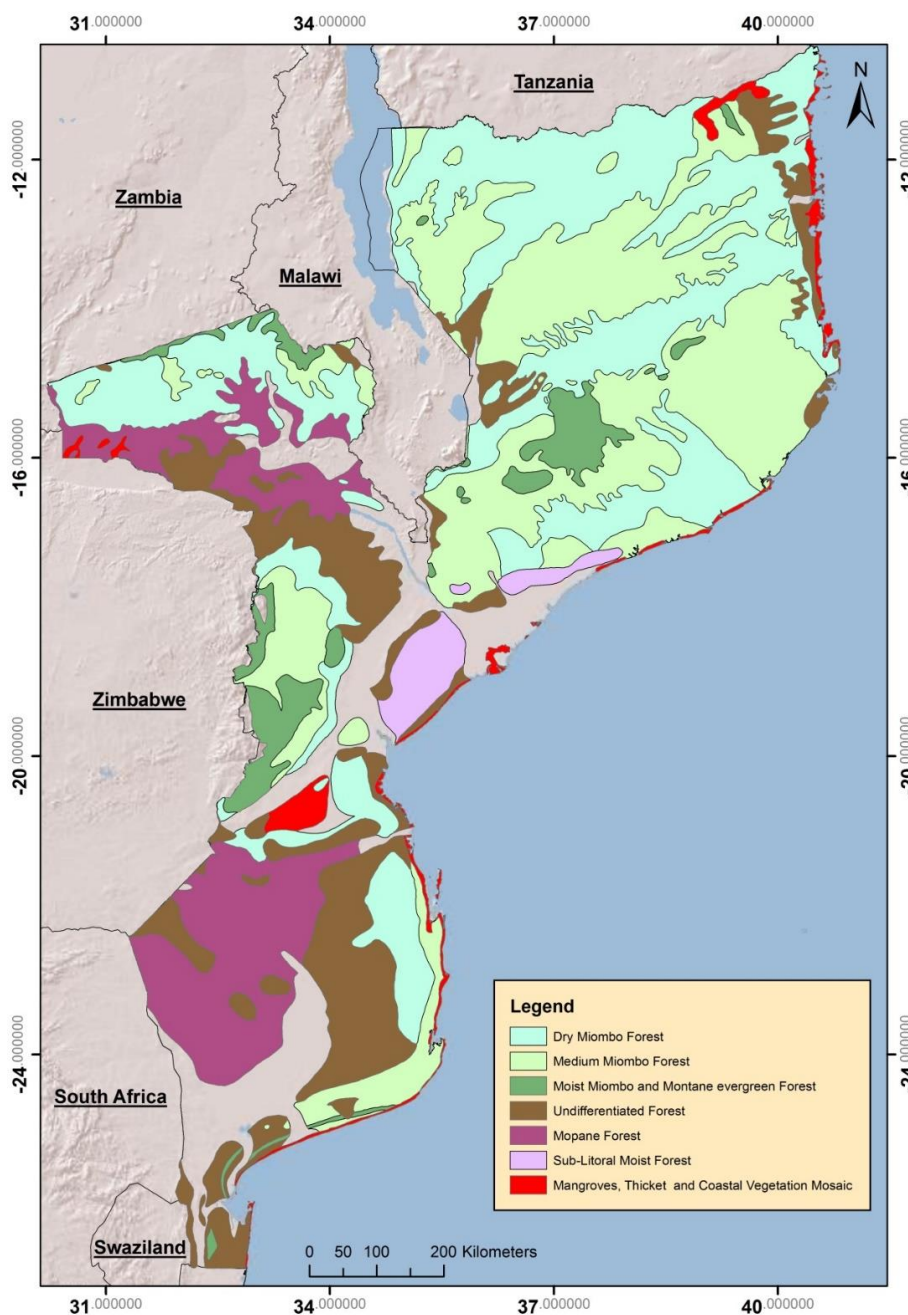 31.000000 34.000000 37.000000 40.000000
Tanzania
N
-12.000000 -12.000000
Zambia
Malawi
-16.000000 -16.000000
Zimbabwe
-20.000000 -20.000000
Legend
Dry Miombo Forest
Medium Miombo Forest
Moist Miombo and Montane evergreen Forest
Undifferentiated Forest
Mopane Forest
Sub-Litoral Moist Forest
Mangroves, Thicket and Coastal Vegetation Mosaic
-24.000000 -24.000000
South Africa
Swaziland
0 50 100 200 Kilometers
31.000000 34.000000 37.000000 40.000000